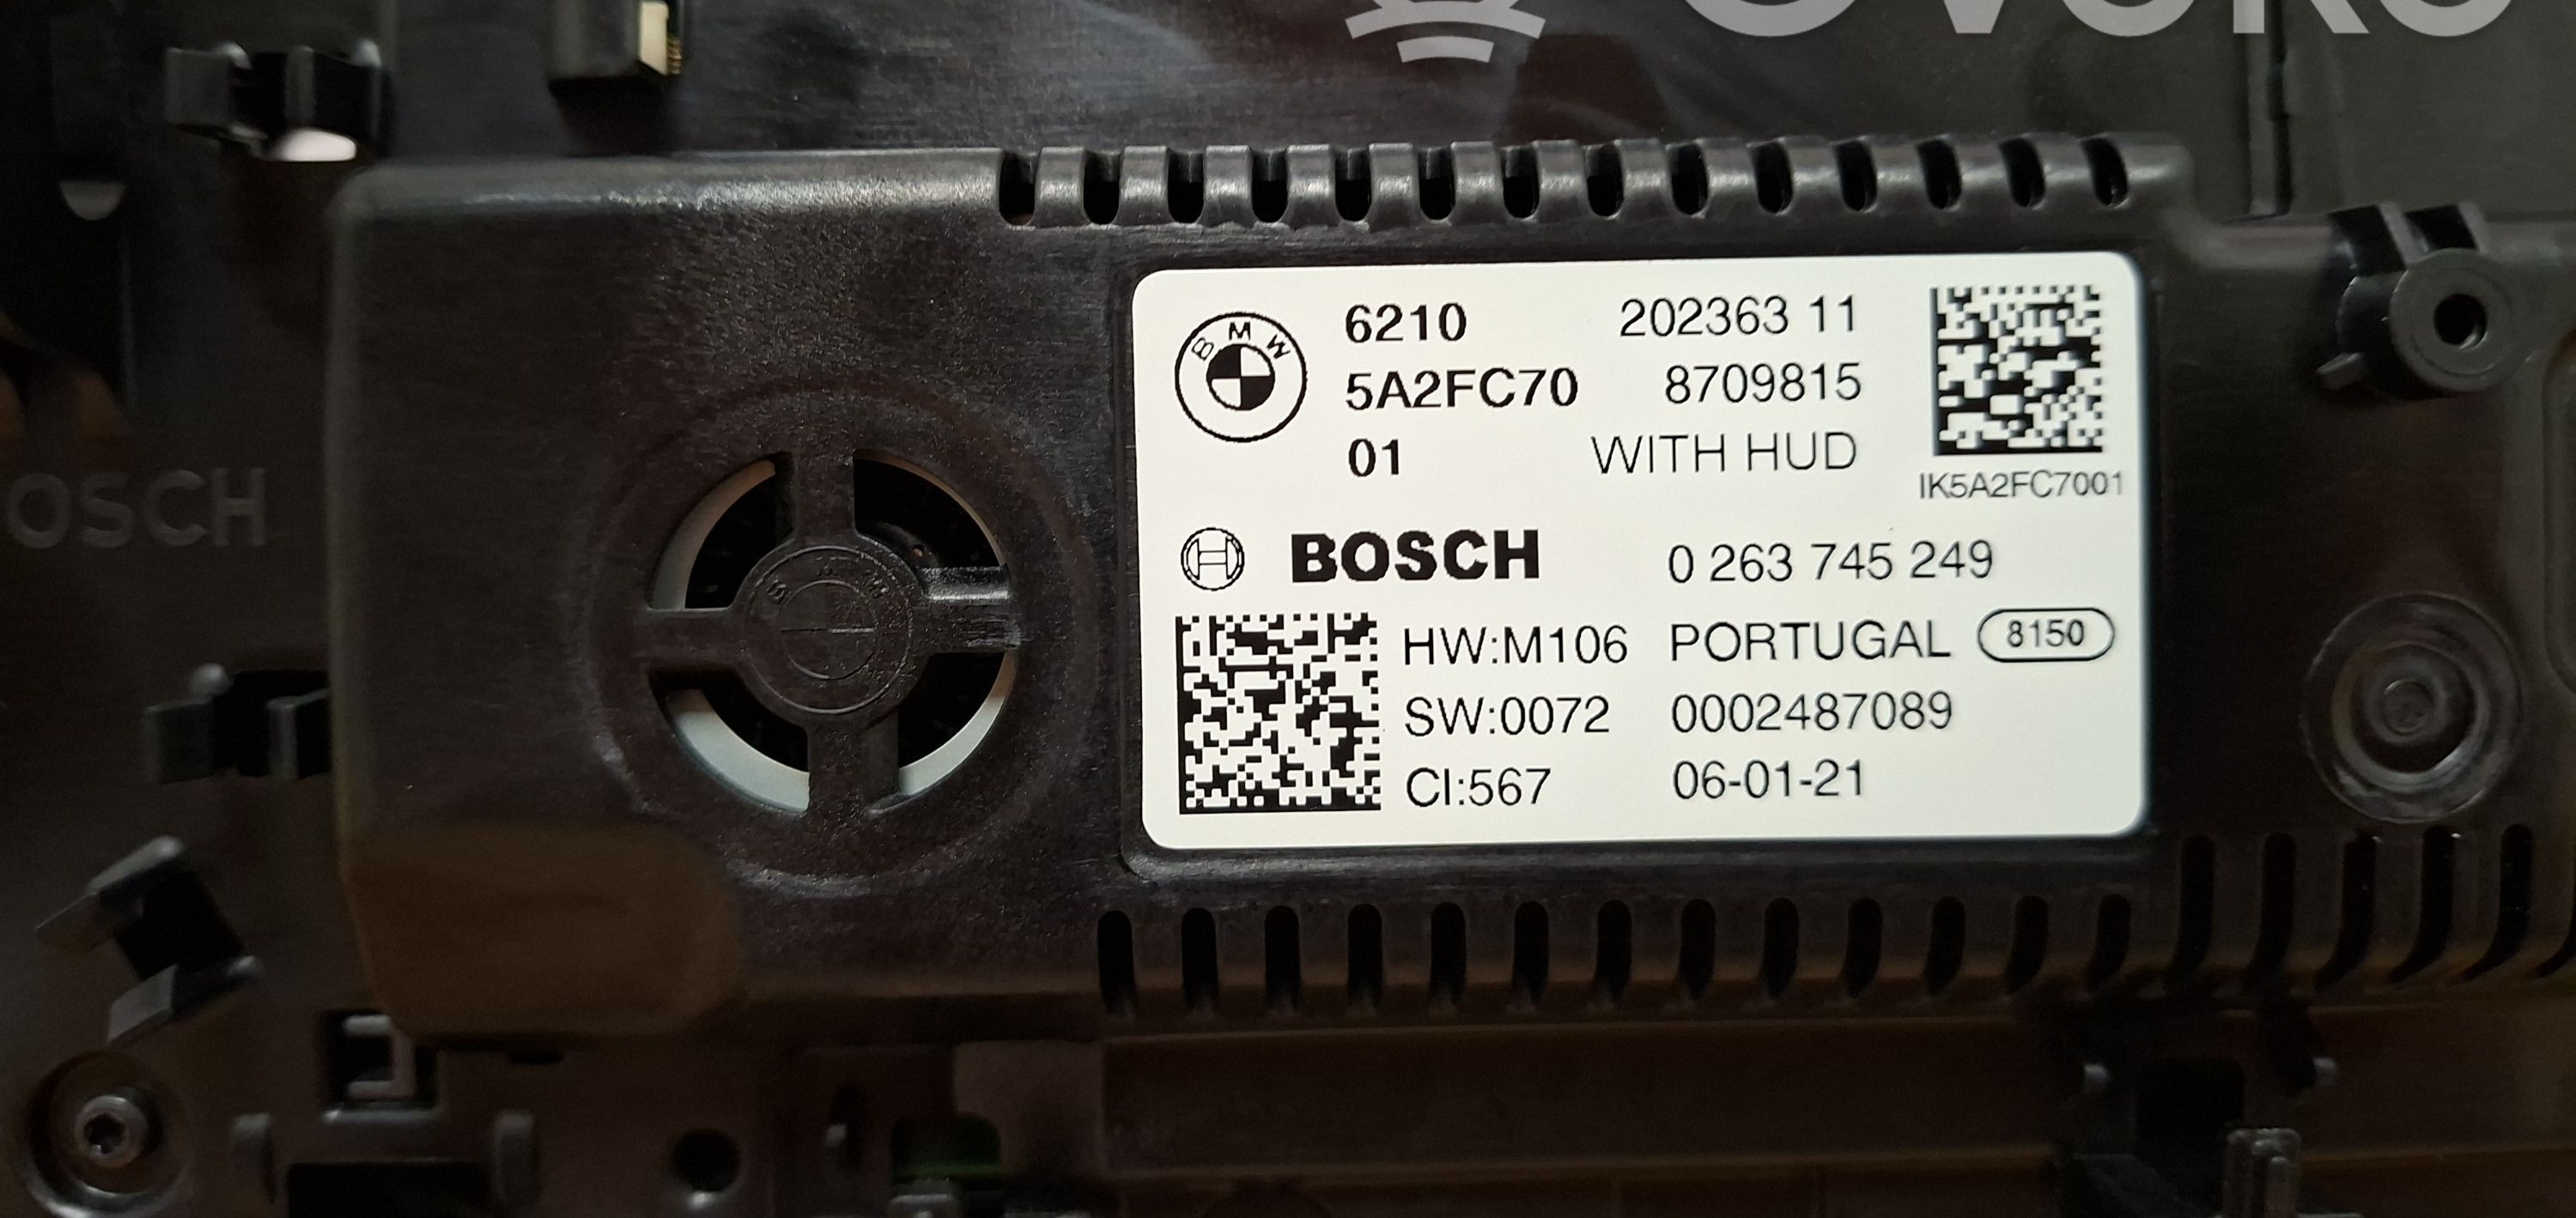 BMW
6210 202363 11
5A2FC70 8709815
01 WITH HUD
IK5A2FC7001
BOSCH 0 263 745 249
HW:M106 PORTUGAL 8150
SW:0072 0002487089
CI:567 06-01-21
OSCH